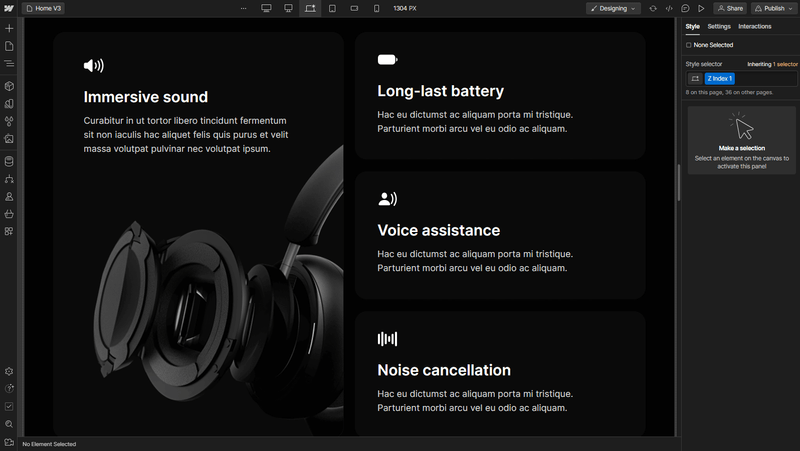 Home V3
1304 PX
Designing
Share
Publish
Immersive sound
Curabitur in ut tortor libero tincidunt fermentum
sit non iaculis hac aliquet felis quis purus et velit
massa volutpat pulvinar nec volutpat ipsum.
Long-last battery
Hac eu dictumst ac aliquam porta mi tristique.
Parturient morbi arcu vel eu odio ac aliquam.
Voice assistance
Hac eu dictumst ac aliquam porta mi tristique.
Parturient morbi arcu vel eu odio ac aliquam.
Noise cancellation
Hac eu dictumst ac aliquam porta mi tristique.
Parturient morbi arcu vel eu odio ac aliquam.
Style Settings Interactions
None Selected
Style selector Inheriting 1 selector
Z Index 1
8 on this page, 36 on other pages.
Make a selection
Select an element on the canvas to
activate this panel
No Element Selected